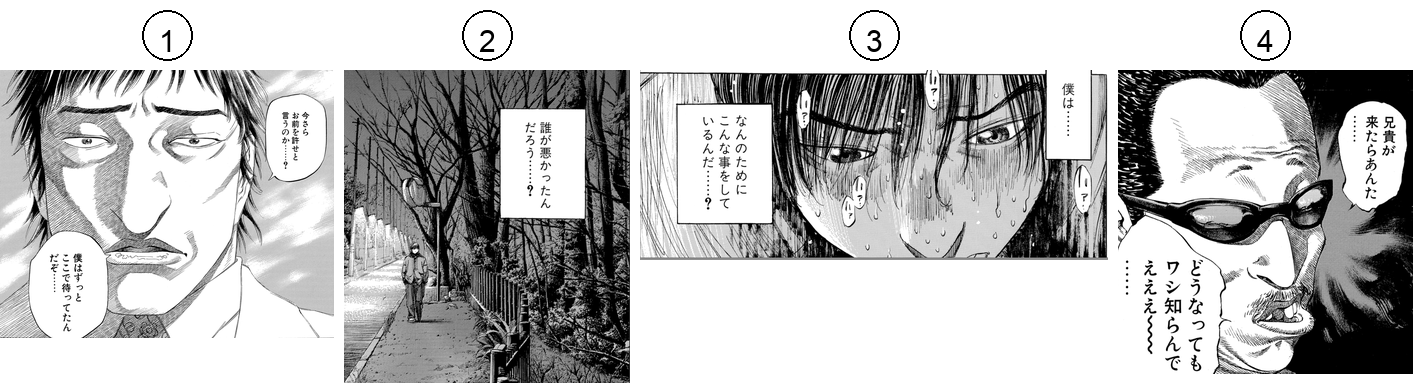 1
今さら
お前を許せと
言うのか……?
僕はずっと
ここで待ってたん
だぞ……
2
誰が悪かったん
だろう……?
3
僕は……
なんのために
こんな事をして
いるんだ……?
4
兄貴が
来たらあんた
……
どうなっても
ワシ知らんで
えええ〜〜〜
……